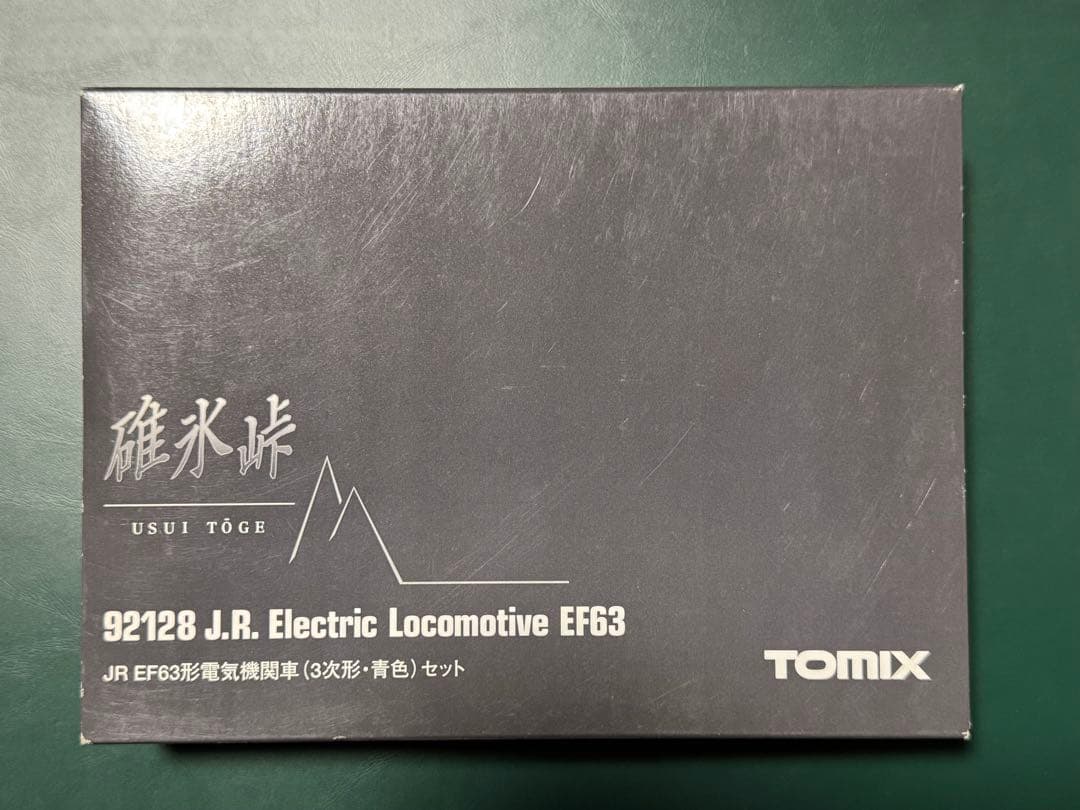 碓氷峠
USUI TŌGE
92128 J.R. Electric Locomotive EF63
JR EF63形電気機関車（3次形・青色）セット
TOMIX